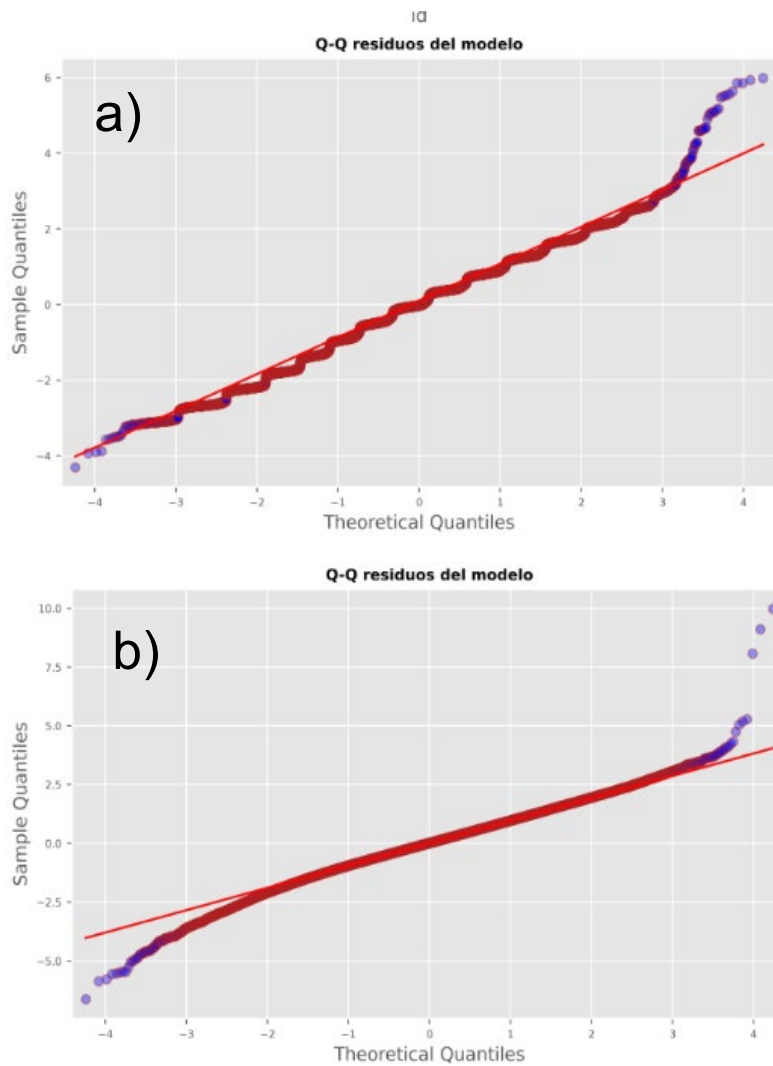 Q-Q residuos del modelo
a)
6
4
2
0
−2
−4
Sample Quantiles
−4 −3 −2 −1 0 1 2 3 4
Theoretical Quantiles
Q-Q residuos del modelo
b)
10.0
7.5
5.0
2.5
0.0
−2.5
−5.0
Sample Quantiles
−4 −3 −2 −1 0 1 2 3 4
Theoretical Quantiles